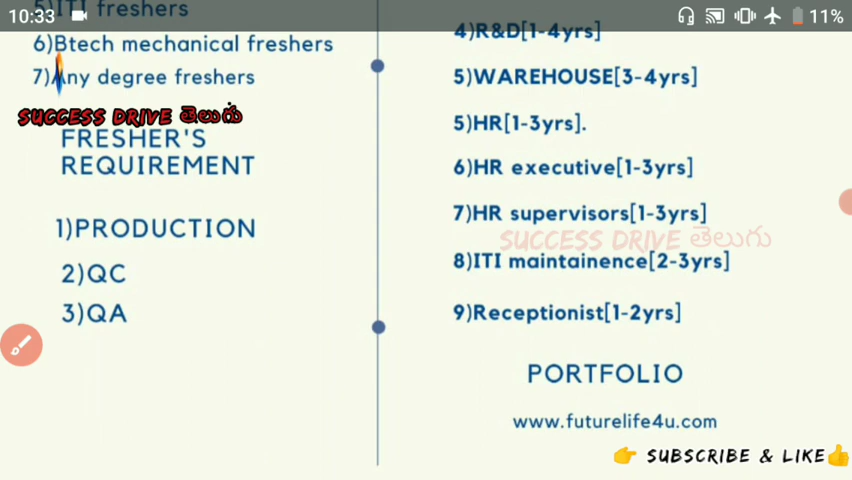 10:33
11%
5)ITI freshers
6)Btech mechanical freshers
7)Any degree freshers
SUCCESS DRIVE తెలుగు
FRESHER'S
REQUIREMENT
1)PRODUCTION
2)QC
3)QA
4)R&D[1-4yrs]
5)WAREHOUSE[3-4yrs]
5)HR[1-3yrs].
6)HR executive[1-3yrs]
7)HR supervisors[1-3yrs]
SUCCESS DRIVE తెలుగు
8)ITI maintainence[2-3yrs]
9)Receptionist[1-2yrs]
PORTFOLIO
www.futurelife4u.com
👉 SUBSCRIBE & LIKE👍